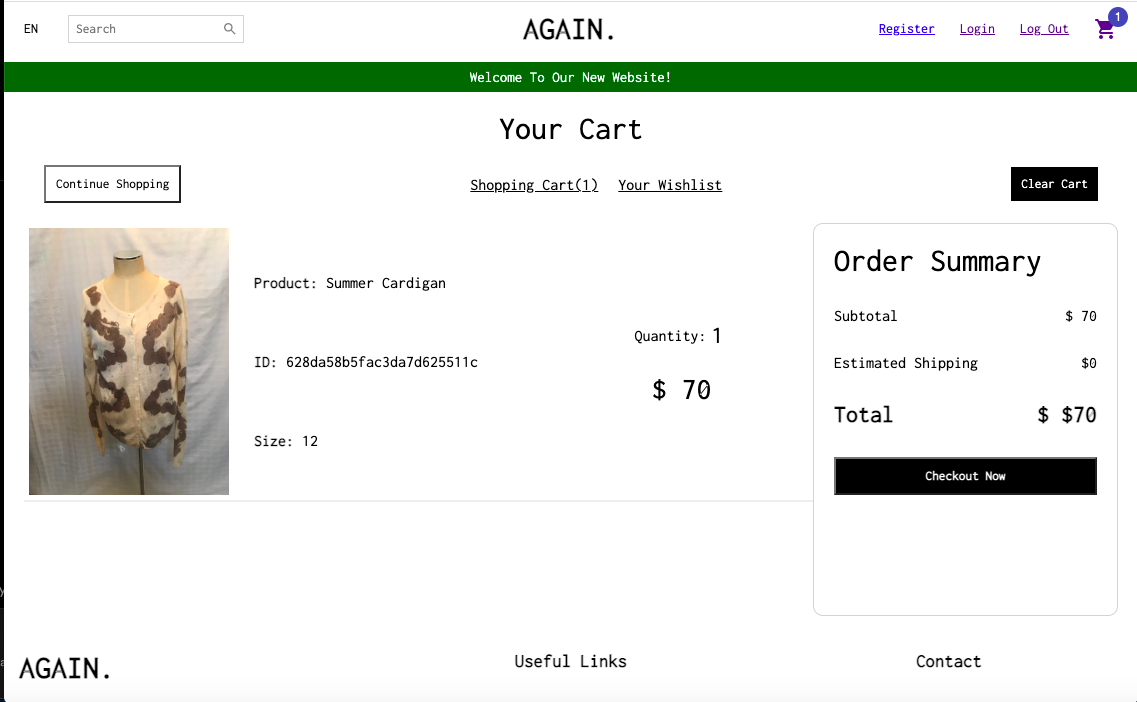 EN
Search
AGAIN.
Register
Login
Log Out
1
Welcome To Our New Website!
Your Cart
Continue Shopping
Shopping Cart(1)
Your Wishlist
Clear Cart
Product: Summer Cardigan
ID: 628da58b5fac3da7d625511c
Size: 12
Quantity: 1
$ 70
Order Summary
Subtotal $ 70
Estimated Shipping $0
Total $ $70
Checkout Now
AGAIN.
Useful Links
Contact